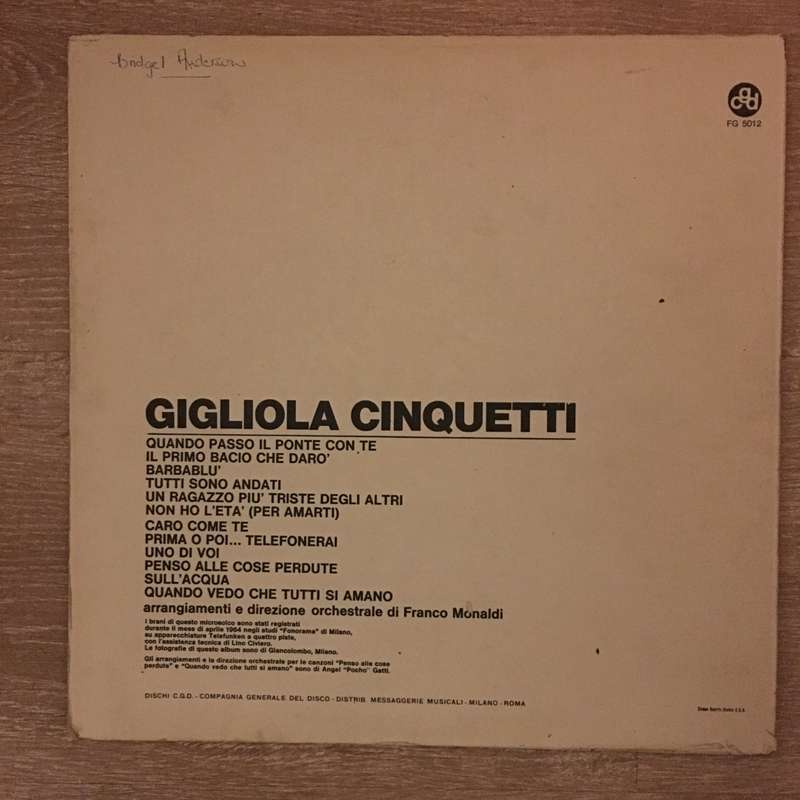 Bridget Anderson
cgd
FG 5012
GIGLIOLA CINQUETTI
QUANDO PASSO IL PONTE CON TE
IL PRIMO BACIO CHE DARO'
BARBABLU'
TUTTI SONO ANDATI
UN RAGAZZO PIU' TRISTE DEGLI ALTRI
NON HO L'ETA' (PER AMARTI)
CARO COME TE
PRIMA O POI... TELEFONERAI
UNO DI VOI
PENSO ALLE COSE PERDUTE
SULL'ACQUA
QUANDO VEDO CHE TUTTI SI AMANO
arrangiamenti e direzione orchestrale di Franco Monaldi
I brani di questo microsolco sono stati registrati
durante il mese di aprile 1964 negli studi "Fonorama" di Milano,
su apparecchiature Telefunken a quattro piste,
con l'assistenza tecnica di Lino Civiero.
Le fotografie di questo album sono di Giancolombo, Milano.
Gli arrangiamenti e la direzione orchestrale per le canzoni "Penso alle cose
perdute" e "Quando vedo che tutti si amano" sono di Angel "Pocho" Gatti.
DISCHI C.G.D. - COMPAGNIA GENERALE DEL DISCO - DISTRIB. MESSAGGERIE MUSICALI - MILANO - ROMA